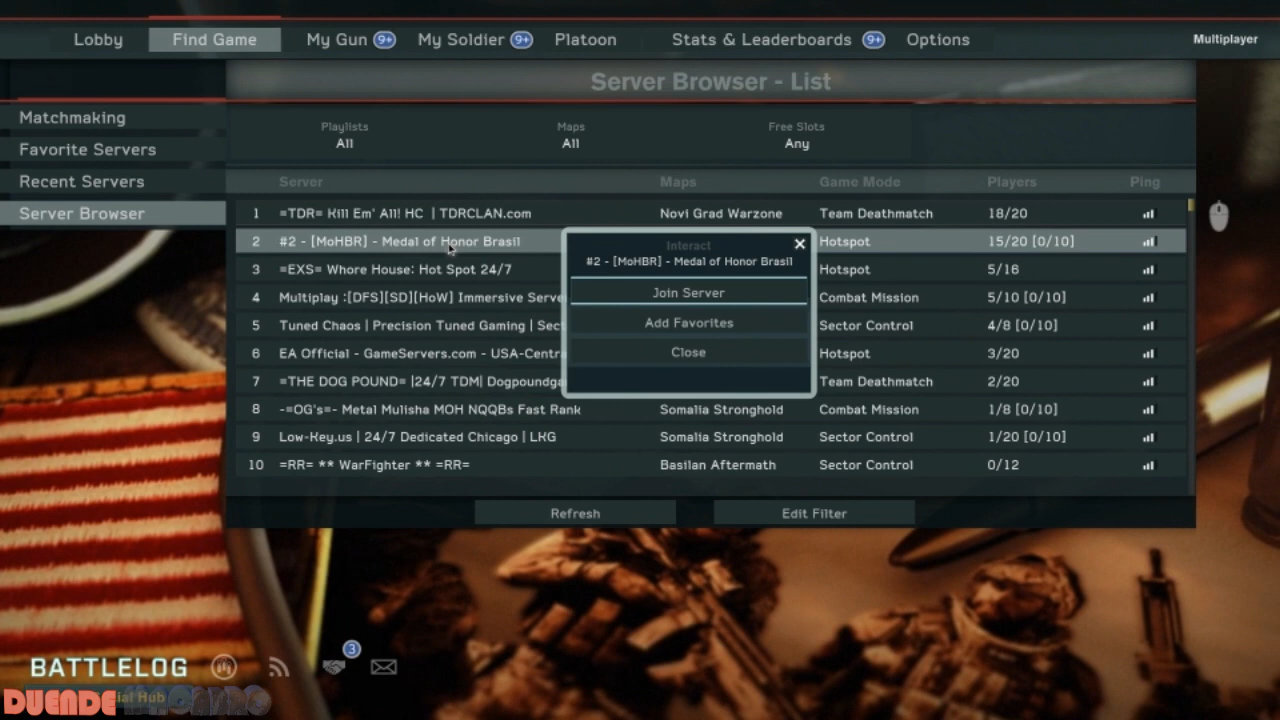 Lobby Find Game My Gun 9+ My Soldier 9+ Platoon Stats & Leaderboards 9+ Options Multiplayer
Server Browser - List
Matchmaking
Favorite Servers
Recent Servers
Server Browser
Playlists Maps Free Slots
All All Any
Server Maps Game Mode Players Ping
1 =TDR= Kill Em' All! HC | TDRCLAN.com Novi Grad Warzone Team Deathmatch 18/20
2 #2 - [MoHBR] - Medal of Honor Brasil Hotspot 15/20 [0/10]
3 =EXS= Whore House: Hot Spot 24/7 Hotspot 5/16
4 Multiplay :[DFS][SD][HoW] Immersive Serve Combat Mission 5/10 [0/10]
5 Tuned Chaos | Precision Tuned Gaming | Sect Sector Control 4/8 [0/10]
6 EA Official - GameServers.com - USA-Centra Hotspot 3/20
7 =THE DOG POUND= |24/7 TDM| Dogpoundga Team Deathmatch 2/20
8 -=OG's=- Metal Mulisha MOH NQQBs Fast Rank Somalia Stronghold Combat Mission 1/8 [0/10]
9 Low-Key.us | 24/7 Dedicated Chicago | LKG Somalia Stronghold Sector Control 1/20 [0/10]
10 =RR= ** WarFighter ** =RR= Basilan Aftermath Sector Control 0/12
Interact
#2 - [MoHBR] - Medal of Honor Brasil
Join Server
Add Favorites
Close
Refresh Edit Filter
BATTLELOG 3
DUENDE
ial Hub